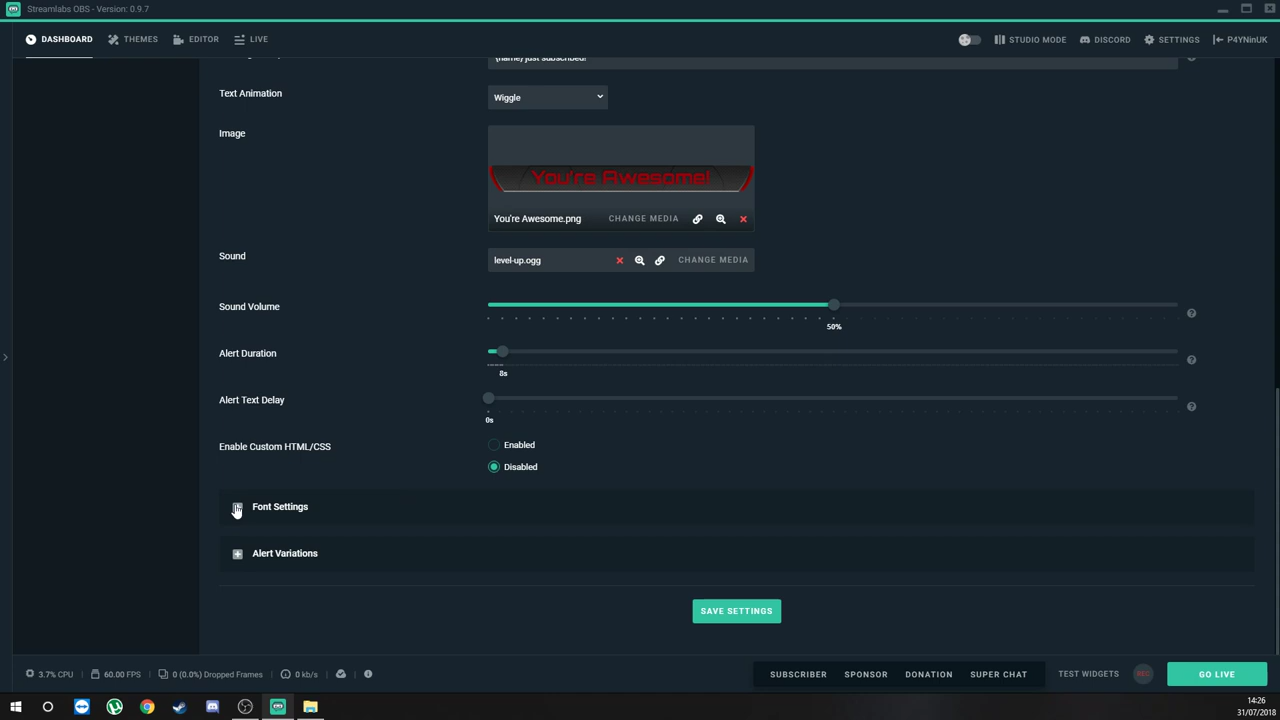 Streamlabs OBS - Version: 0.9.7
DASHBOARD THEMES EDITOR LIVE STUDIO MODE DISCORD SETTINGS P4YNinUK
{name} just subscribed!
Text Animation Wiggle
Image
You're Awesome!
You're Awesome.png CHANGE MEDIA
Sound level-up.ogg CHANGE MEDIA
Sound Volume
50%
Alert Duration
8s
Alert Text Delay
0s
Enable Custom HTML/CSS Enabled
Disabled
Font Settings
Alert Variations
SAVE SETTINGS
3.7% CPU 60.00 FPS 0 (0.0%) Dropped Frames 0 kb/s SUBSCRIBER SPONSOR DONATION SUPER CHAT TEST WIDGETS REC GO LIVE
14:26
31/07/2018